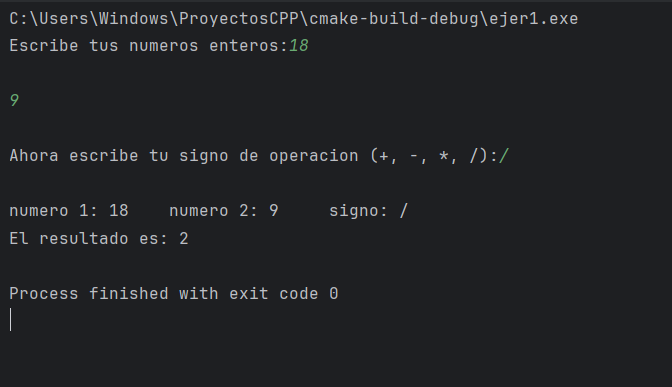 C:\Users\Windows\ProyectosCPP\cmake-build-debug\ejer1.exe
Escribe tus numeros enteros:18
9
Ahora escribe tu signo de operacion (+, -, *, /):/
numero 1: 18    numero 2: 9     signo: /
El resultado es: 2
Process finished with exit code 0